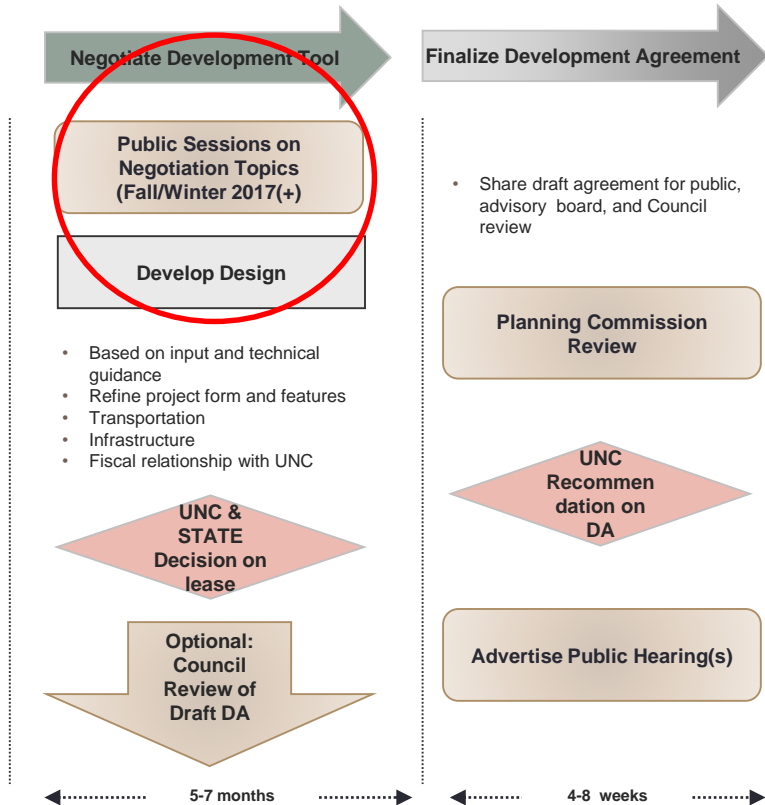 Negotiate Development Tool
Public Sessions on
Negotiation Topics
(Fall/Winter 2017(+)
Develop Design
• Based on input and technical
guidance
• Refine project form and features
• Transportation
• Infrastructure
• Fiscal relationship with UNC
UNC &
STATE
Decision on
lease
Optional:
Council
Review of
Draft DA
5-7 months
Finalize Development Agreement
• Share draft agreement for public,
advisory board, and Council
review
Planning Commission
Review
UNC
Recommen
dation on
DA
Advertise Public Hearing(s)
4-8 weeks